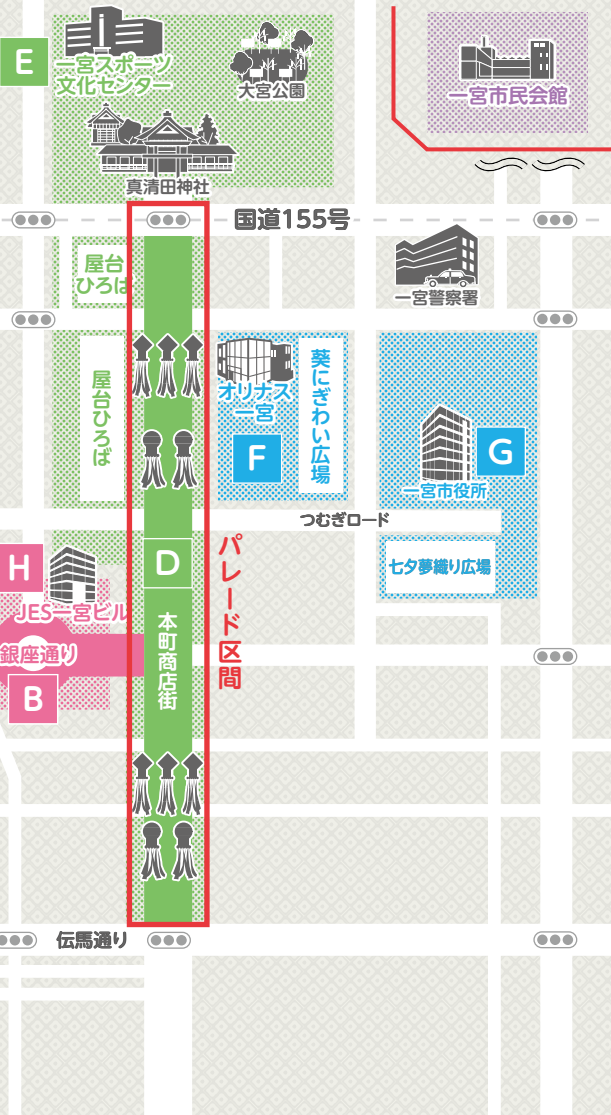 E
一宮スポーツ
文化センター
大宮公園
一宮市民会館
真清田神社
国道155号
屋台
ひろば
一宮警察署
屋台ひろば
オリナス
一宮
F
葵にぎわい広場
G
一宮市役所
つむぎロード
パレード区間
H
D
七夕夢織り広場
JES一宮ビル
本町商店街
銀座通り
B
伝馬通り